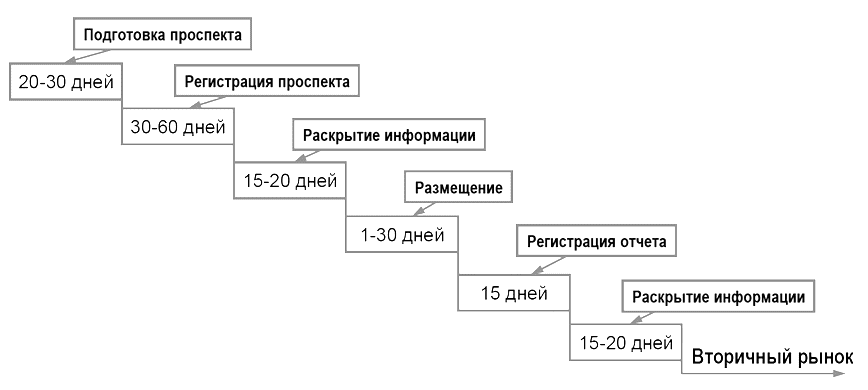 Подготовка проспекта
20-30 дней
Регистрация проспекта
30-60 дней
Раскрытие информации
15-20 дней
Размещение
1-30 дней
Регистрация отчета
15 дней
Раскрытие информации
15-20 дней
Вторичный рынок